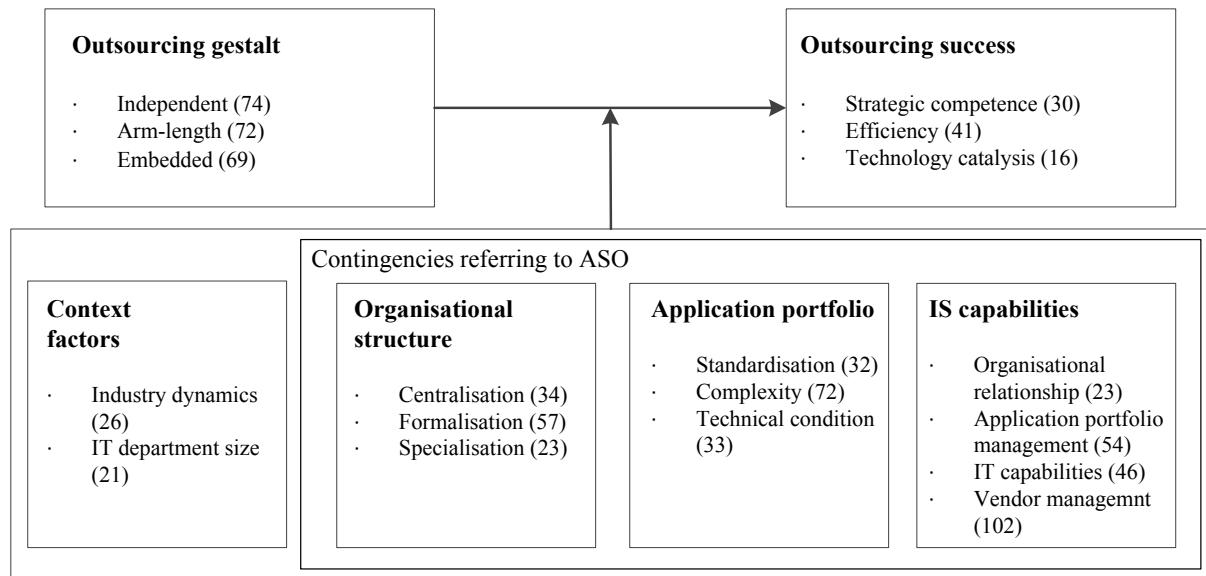 Outsourcing gestalt
· Independent (74)
· Arm-length (72)
· Embedded (69)
Outsourcing success
· Strategic competence (30)
· Efficiency (41)
· Technology catalysis (16)
Contingencies referring to ASO
Context
factors
· Industry dynamics
(26)
· IT department size
(21)
Organisational
structure
· Centralisation (34)
· Formalisation (57)
· Specialisation (23)
Application portfolio
· Standardisation (32)
· Complexity (72)
· Technical condition
(33)
IS capabilities
· Organisational
relationship (23)
· Application portfolio
management (54)
· IT capabilities (46)
· Vendor managemnt
(102)